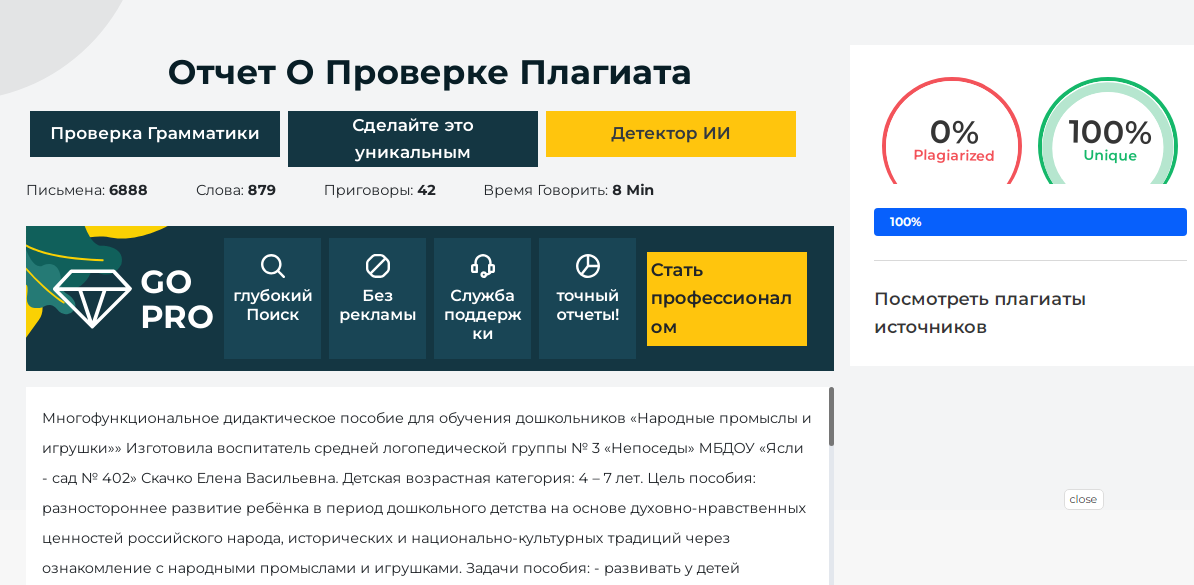 Отчет О Проверке Плагиата
Проверка Грамматики
Сделайте это
уникальным
Детектор ИИ
Письмена: 6888 Слова: 879 Приговоры: 42 Время Говорить: 8 Min
GO
PRO
глубокий
Поиск
Без
рекламы
Служба
поддерж
ки
точный
отчеты!
Стать
профессионал
ом
Многофункциональное дидактическое пособие для обучения дошкольников «Народные промыслы и
игрушки»» Изготовила воспитатель средней логопедической группы № 3 «Непоседы» МБДОУ «Ясли
- сад № 402» Скачко Елена Васильевна. Детская возрастная категория: 4 – 7 лет. Цель пособия:
разностороннее развитие ребёнка в период дошкольного детства на основе духовно-нравственных
ценностей российского народа, исторических и национально-культурных традиций через
ознакомление с народными промыслами и игрушками. Задачи пособия: - развивать у детей
0%
Plagiarized
100%
Unique
100%
Посмотреть плагиаты
источников
close